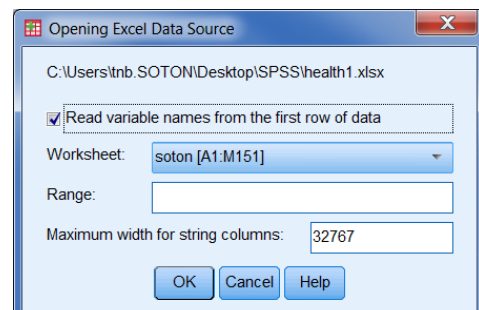 Opening Excel Data Source
X
C:\Users\tnb.SOTON\Desktop\SPSS\health1.xlsx
Read variable names from the first row of data
Worksheet: soton [A1:M151]
Range:
Maximum width for string columns: 32767
OK Cancel Help